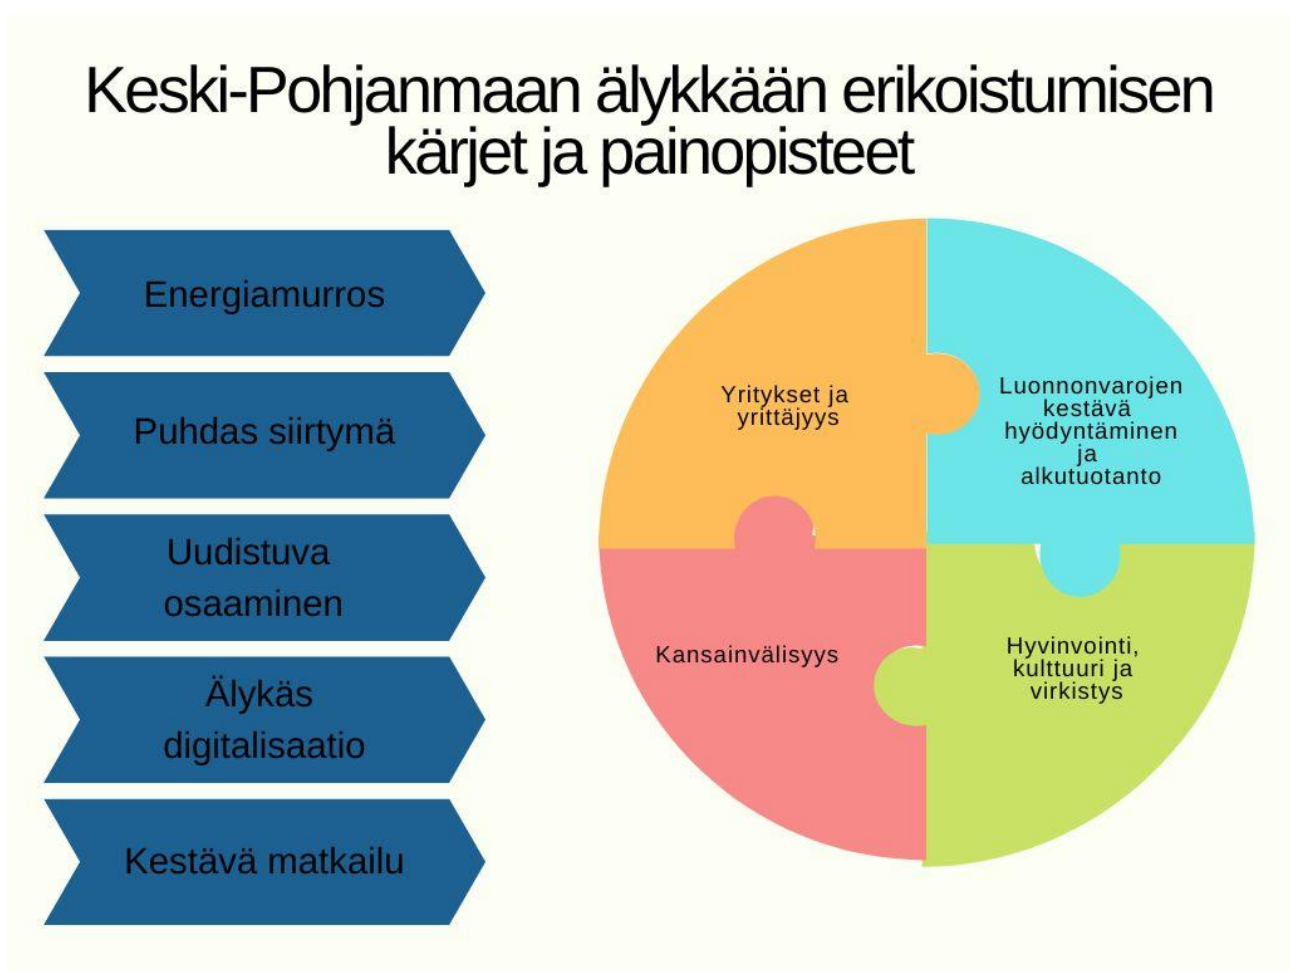 Keski-Pohjanmaan älykkään erikoistumisen
kärjet ja painopisteet
Energiamurros
Puhdas siirtymä
Uudistuva
osaaminen
Älykäs
digitalisaatio
Kestävä matkailu
Yritykset ja
yrittäjyys
Luonnonvarojen
kestävä
hyödyntäminen
ja
alkutuotanto
Kansainvälisyys
Hyvinvointi,
kulttuuri ja
virkistys